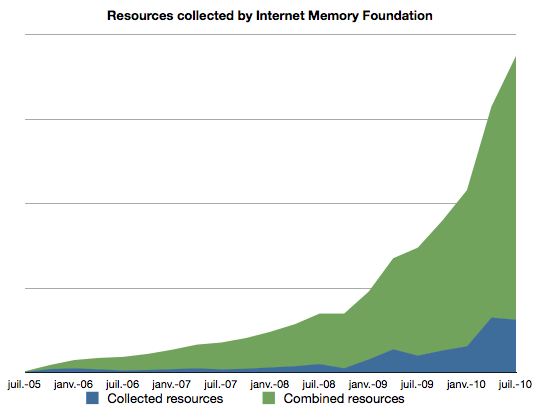 Resources collected by Internet Memory Foundation
juil.-05 janv.-06 juil.-06 janv.-07 juil.-07 janv.-08 juil.-08 janv.-09 juil.-09 janv.-10 juil.-10
Collected resources Combined resources